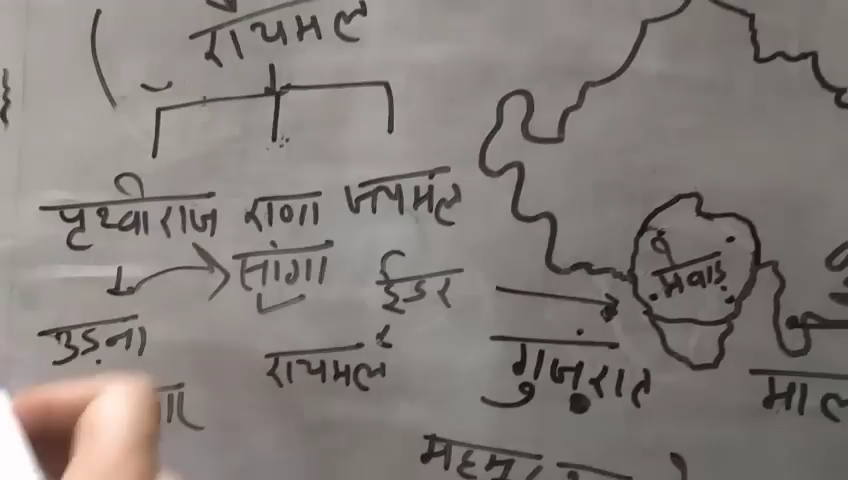 रायमल
पृथ्वीराज राणा जयमल
सांगा ईडर
मेवाड़
उड़ना
रायमल
गुजरात